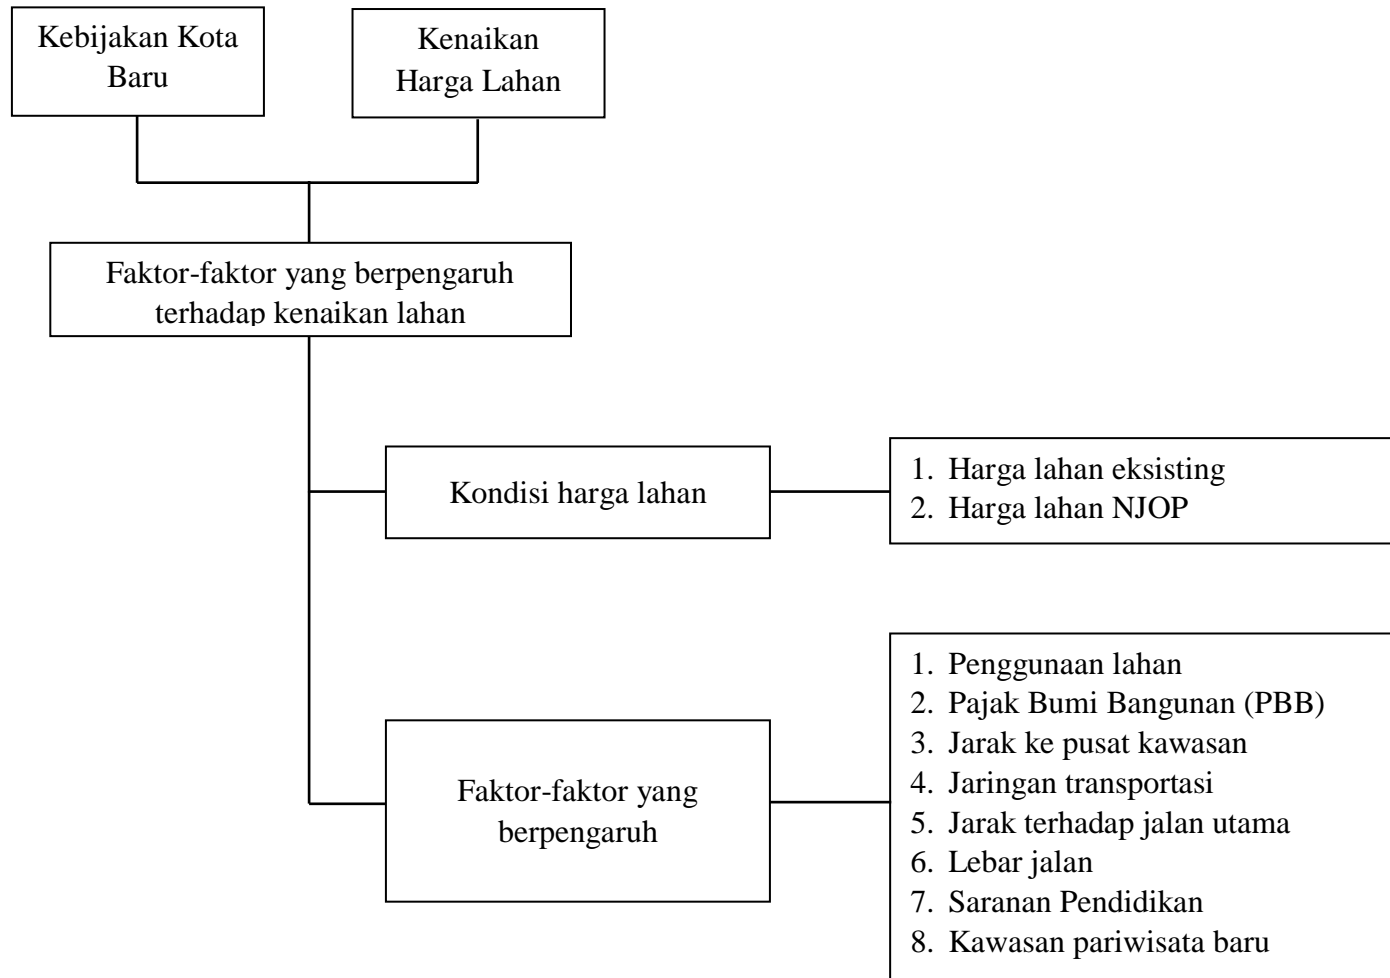 Kebijakan Kota
Baru
Kenaikan
Harga Lahan
Faktor-faktor yang berpengaruh
terhadap kenaikan lahan
Kondisi harga lahan
1. Harga lahan eksisting
2. Harga lahan NJOP
Faktor-faktor yang
berpengaruh
1. Penggunaan lahan
2. Pajak Bumi Bangunan (PBB)
3. Jarak ke pusat kawasan
4. Jaringan transportasi
5. Jarak terhadap jalan utama
6. Lebar jalan
7. Saranan Pendidikan
8. Kawasan pariwisata baru